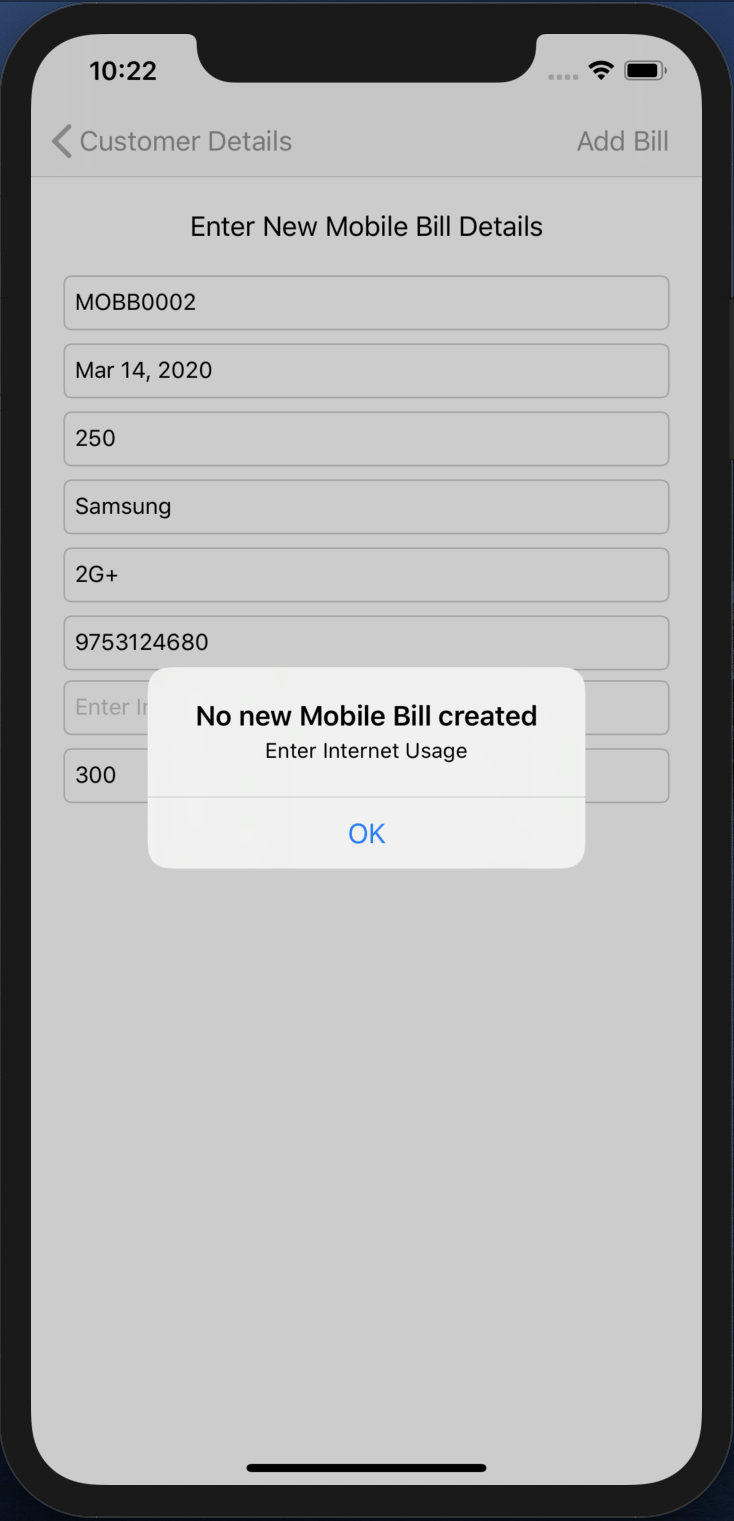 10:22
Customer Details Add Bill
Enter New Mobile Bill Details
MOBB0002
Mar 14, 2020
250
Samsung
2G+
9753124680
Enter
No new Mobile Bill created
Enter Internet Usage
300
OK